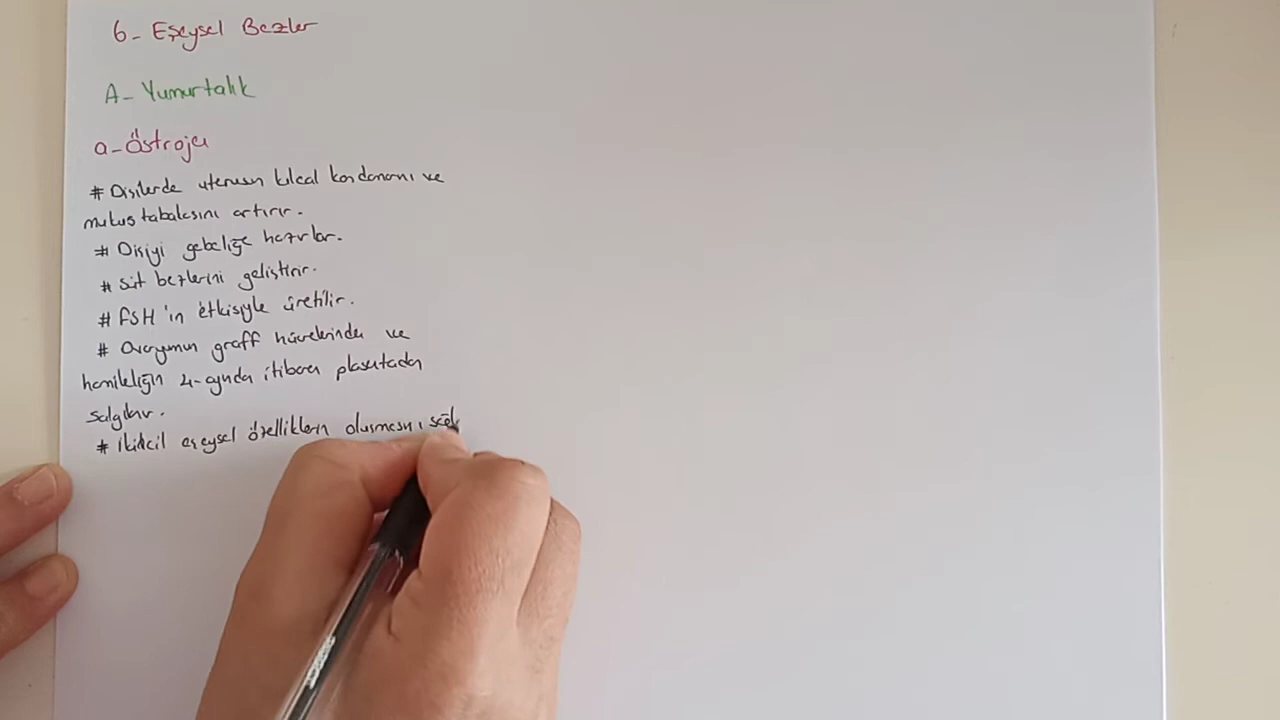 6- Eşeysel Bezler
A- Yumurtalık
a- Östrojen
# Dişilerde uterusun kılcal kan damarını ve
mukus tabakasını artırır.
# Dişiyi gebeliğe hazırlar.
# Süt bezlerini geliştirir.
# FSH'ın etkisiyle üretilir.
# Ovaryumun graff hücrelerinde ve
hamileliğin 4-ayında itibaren plasentadan
salgılanır.
# İkincil eşeysel özelliklerin oluşmasını sağl